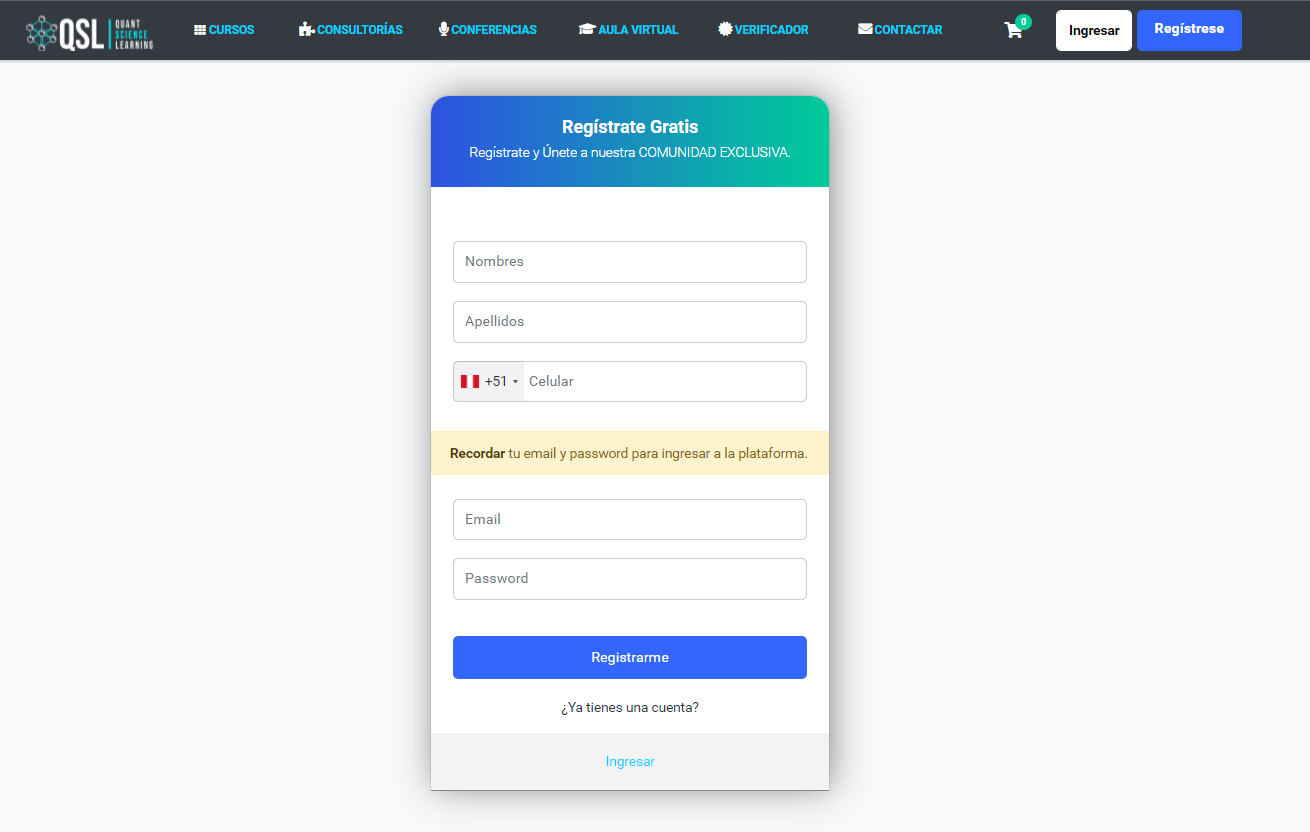 QSL QUANT SCIENCE LEARNING
CURSOS
CONSULTORÍAS
CONFERENCIAS
AULA VIRTUAL
VERIFICADOR
CONTACTAR
0
Ingresar
Regístrese
Regístrate Gratis
Registrate y Únete a nuestra COMUNIDAD EXCLUSIVA.
Nombres
Apellidos
+51 Celular
Recordar tu email y password para ingresar a la plataforma.
Email
Password
Registrarme
¿Ya tienes una cuenta?
Ingresar